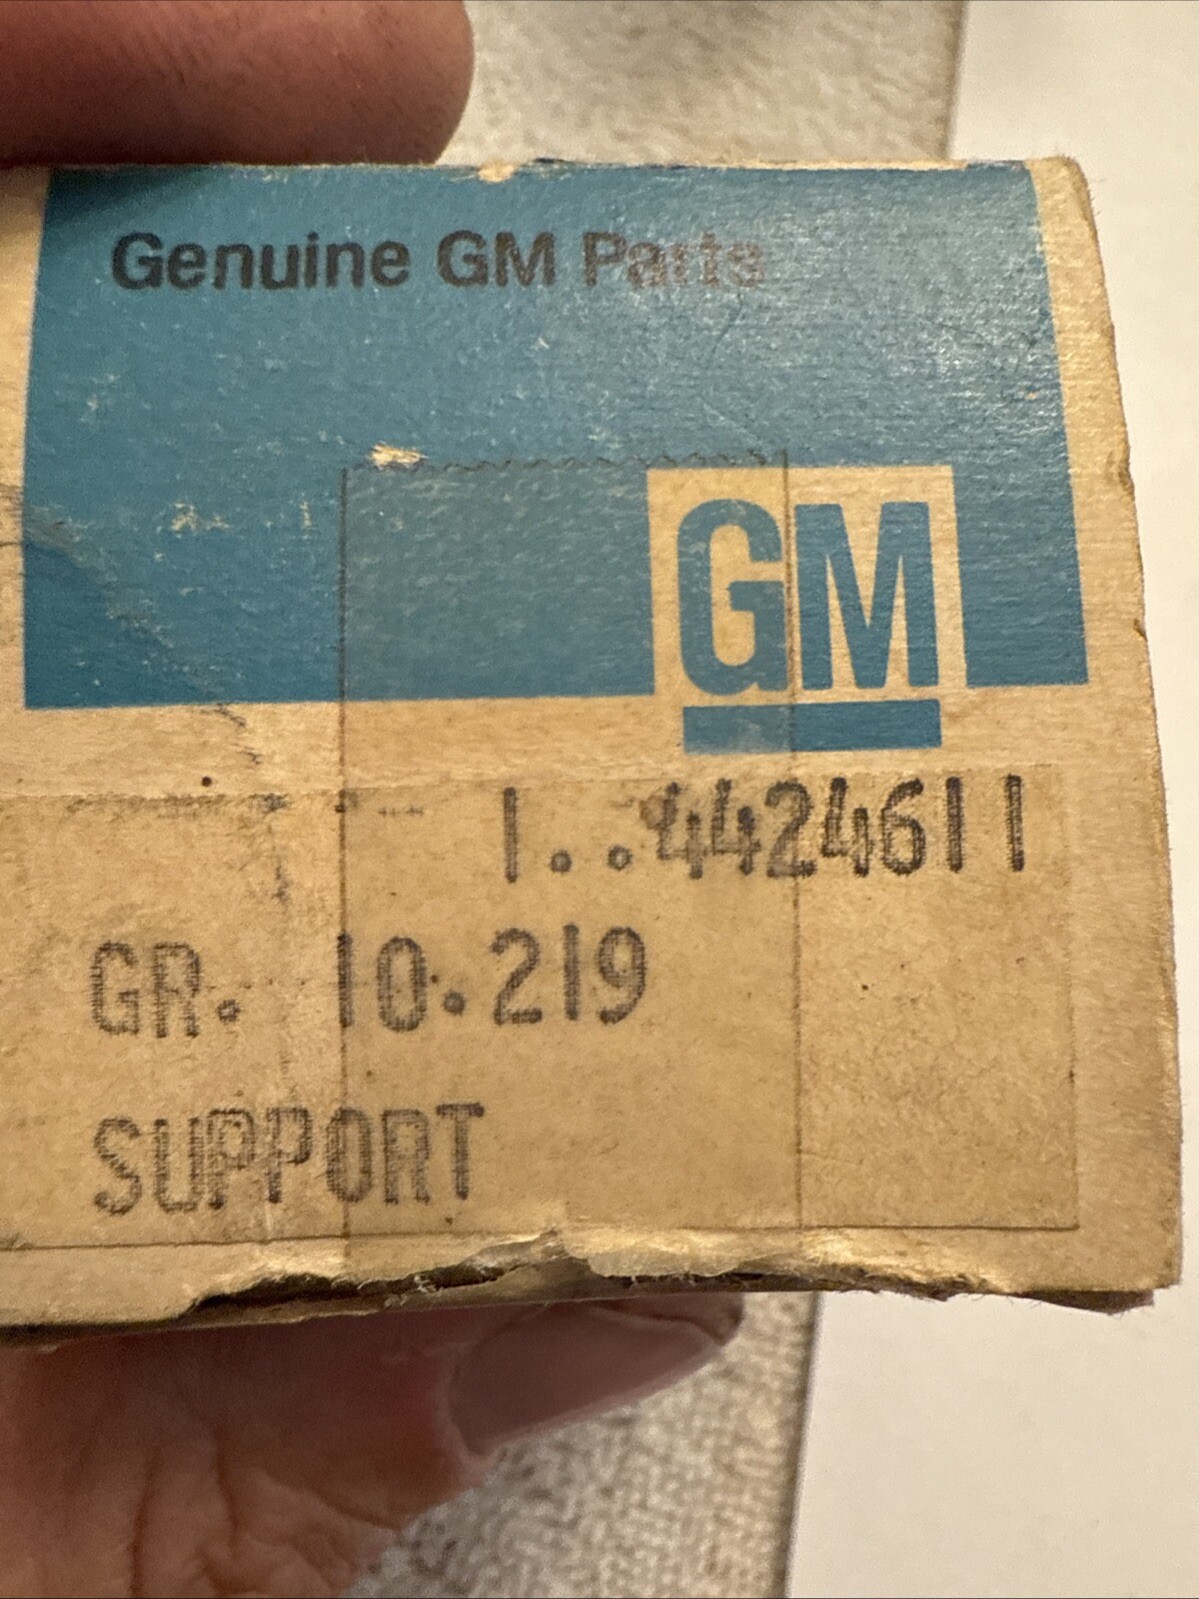 Genuine GM Parts
GM
1..4424611
GR. 10.219
SUPPORT